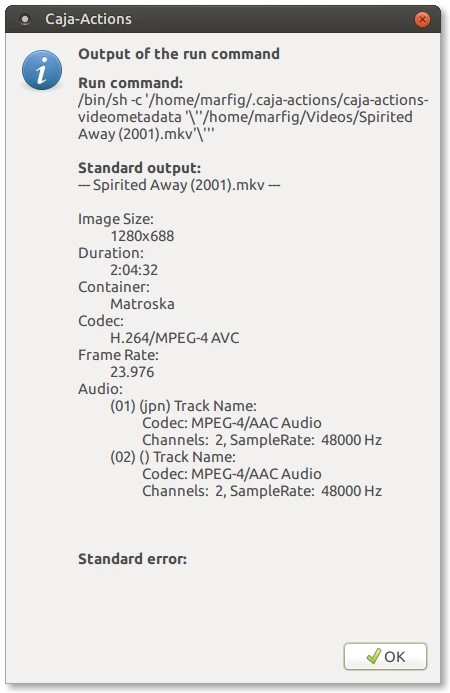 Caja-Actions
Output of the run command
Run command:
/bin/sh -c '/home/marfig/.caja-actions/caja-actions-
videometadata '\''/home/marfig/Videos/Spirited
Away (2001).mkv'\'''
Standard output:
--- Spirited Away (2001).mkv ---
Image Size:
1280x688
Duration:
2:04:32
Container:
Matroska
Codec:
H.264/MPEG-4 AVC
Frame Rate:
23.976
Audio:
(01) (jpn) Track Name:
Codec: MPEG-4/AAC Audio
Channels:  2, SampleRate:  48000 Hz
(02) () Track Name:
Codec: MPEG-4/AAC Audio
Channels:  2, SampleRate:  48000 Hz
Standard error:
OK